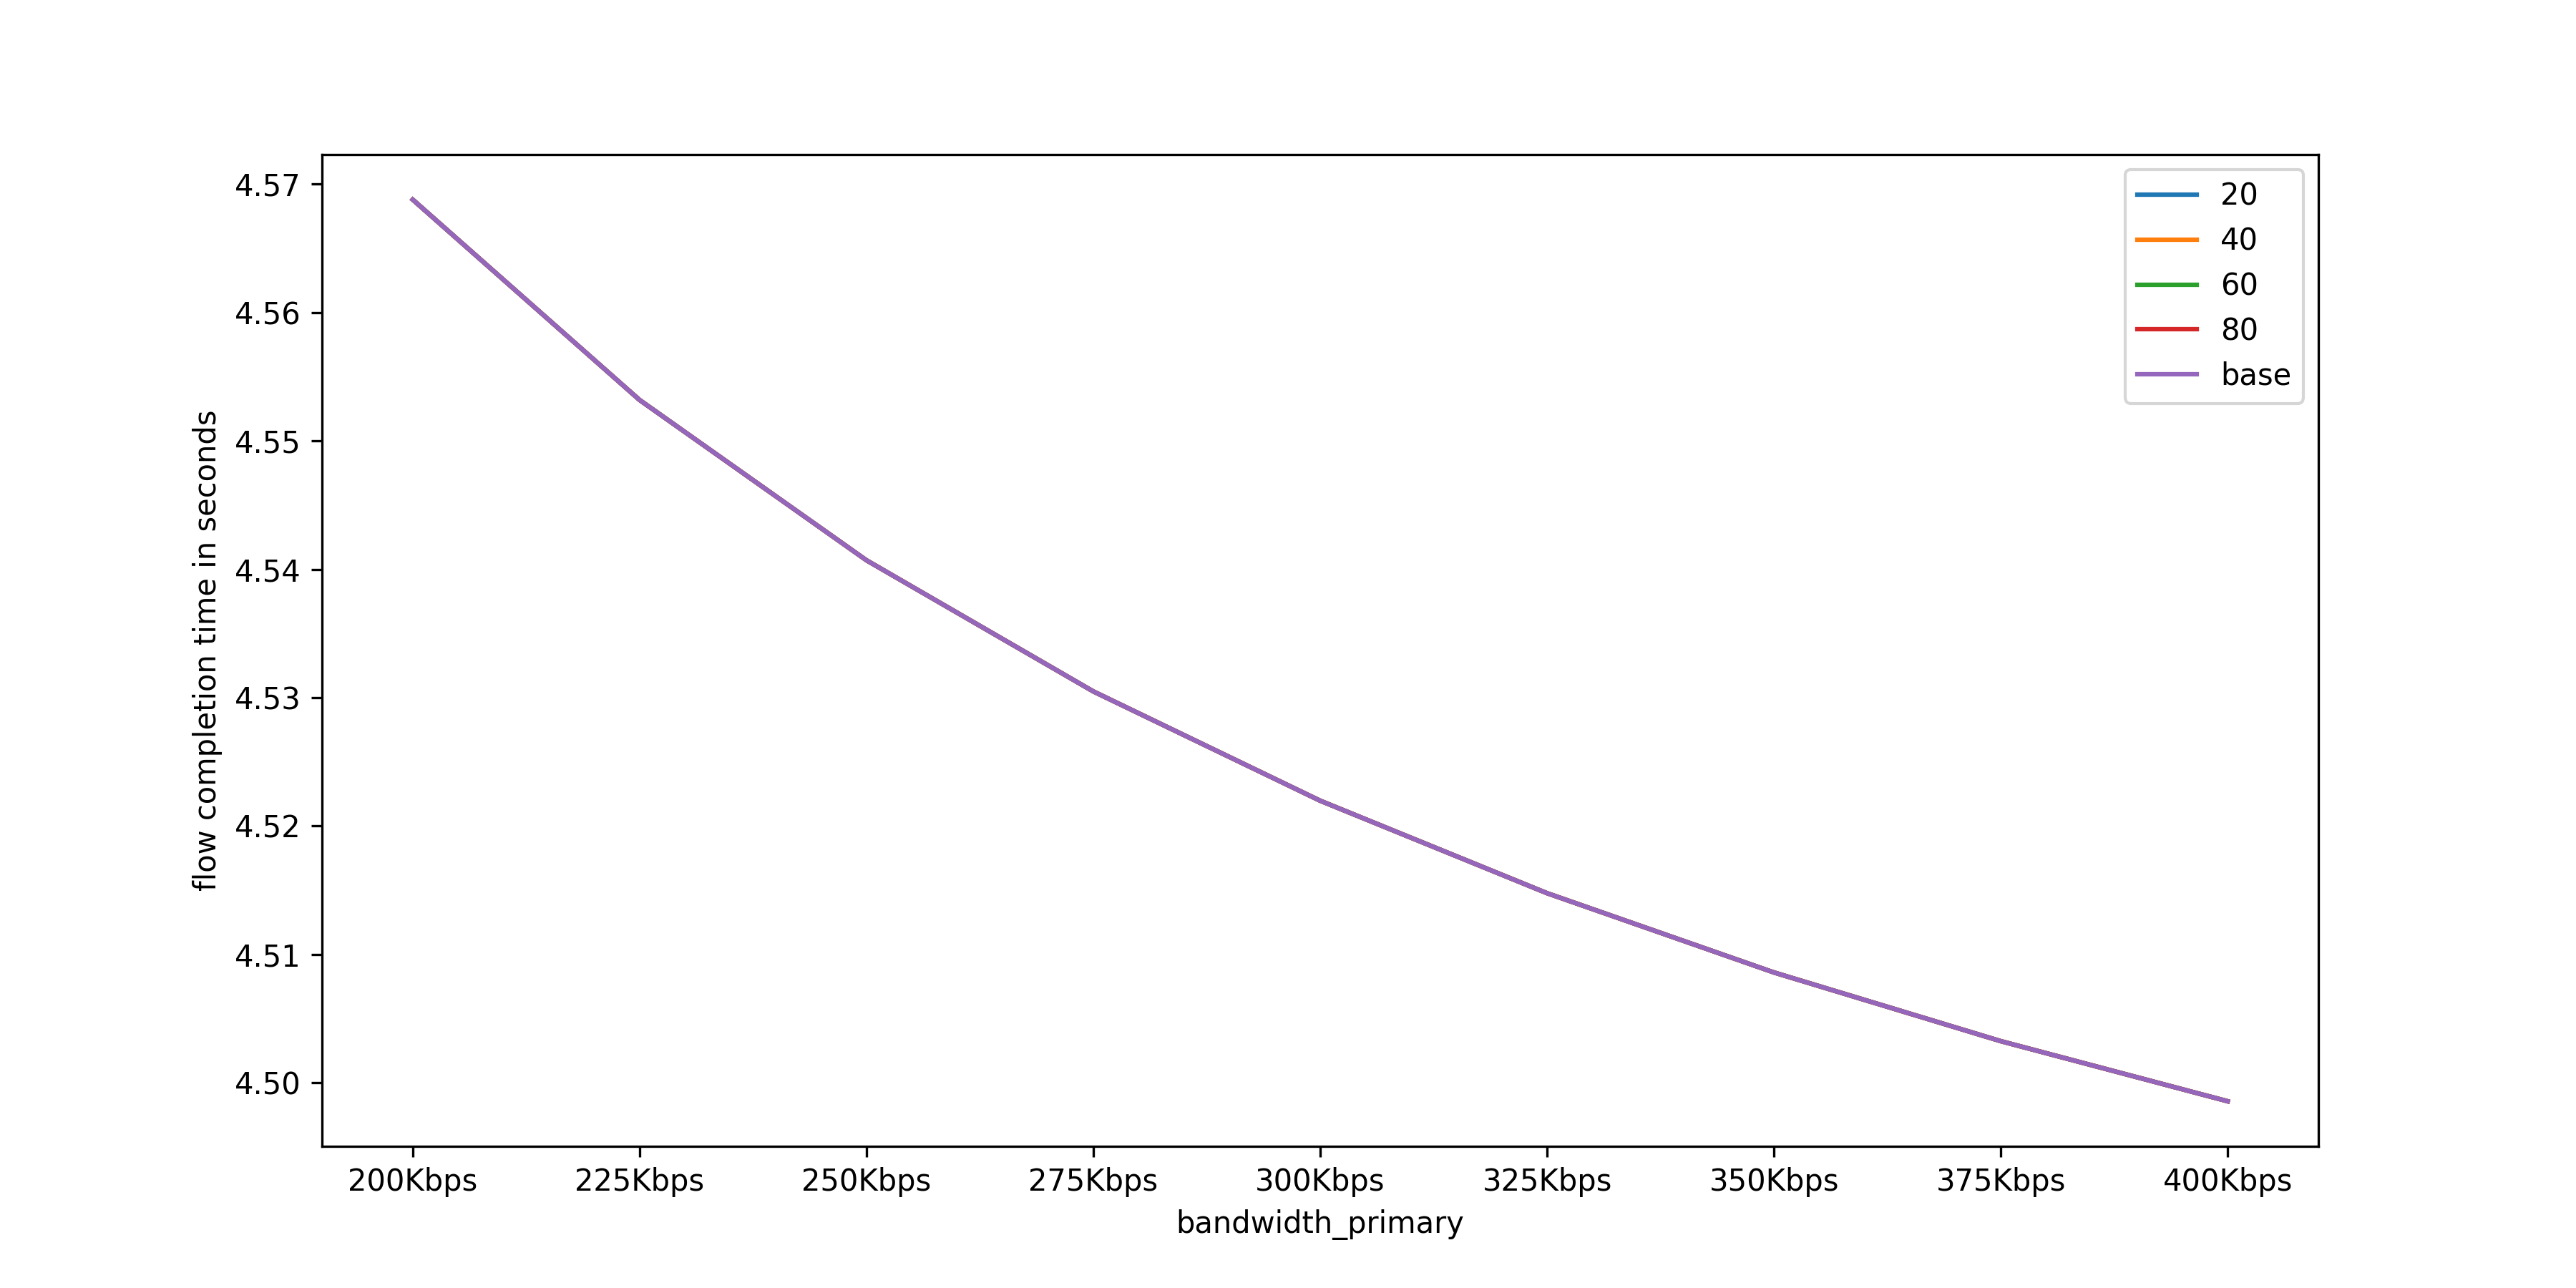 4.57
4.56
4.55
4.54
4.53
4.52
4.51
4.50
flow completion time in seconds
20
40
60
80
base
200Kbps
225Kbps
250Kbps
275Kbps
300Kbps
325Kbps
350Kbps
375Kbps
400Kbps
bandwidth_primary